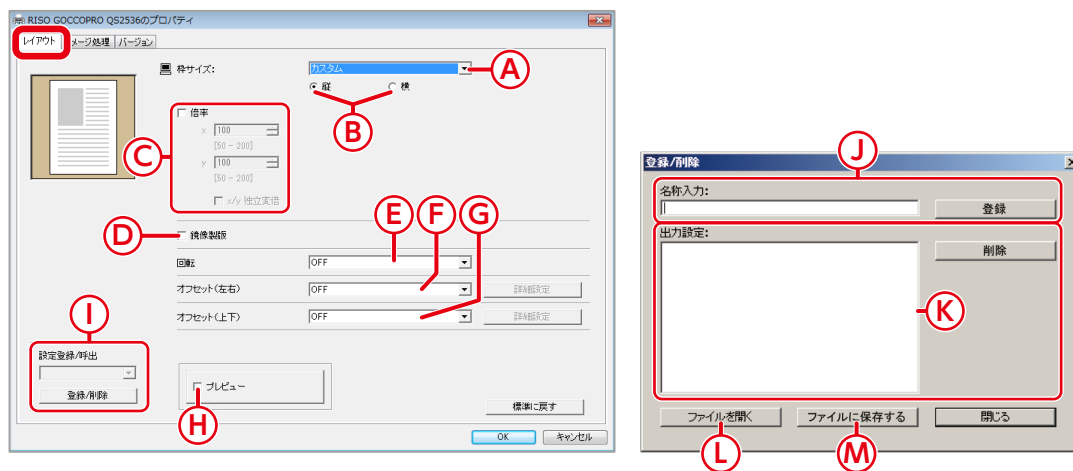 RISO GOCCOPRO QS2536のプロパティ
レイアウト
メージ処理
バージョン
枠サイズ:
カスタム
A
縦
横
B
倍率
x 100
[50 - 200]
y 100
[50 - 200]
x/y 独立変倍
C
D
鏡像製版
E
F
G
回転
OFF
オフセット(左右)
OFF
詳細設定
オフセット(上下)
OFF
詳細設定
I
設定登録/呼出
登録/削除
プレビュー
H
標準に戻す
OK
キャンセル
J
登録/削除
名称入力:
登録
出力設定:
削除
K
ファイルを開く
ファイルに保存する
閉じる
L
M